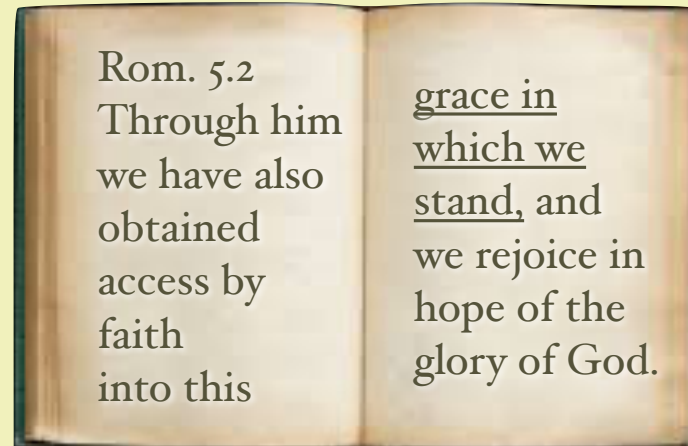 Rom. 5.2
Through him
we have also
obtained
access by
faith
into this
grace in
which we
stand, and
we rejoice in
hope of the
glory of God.